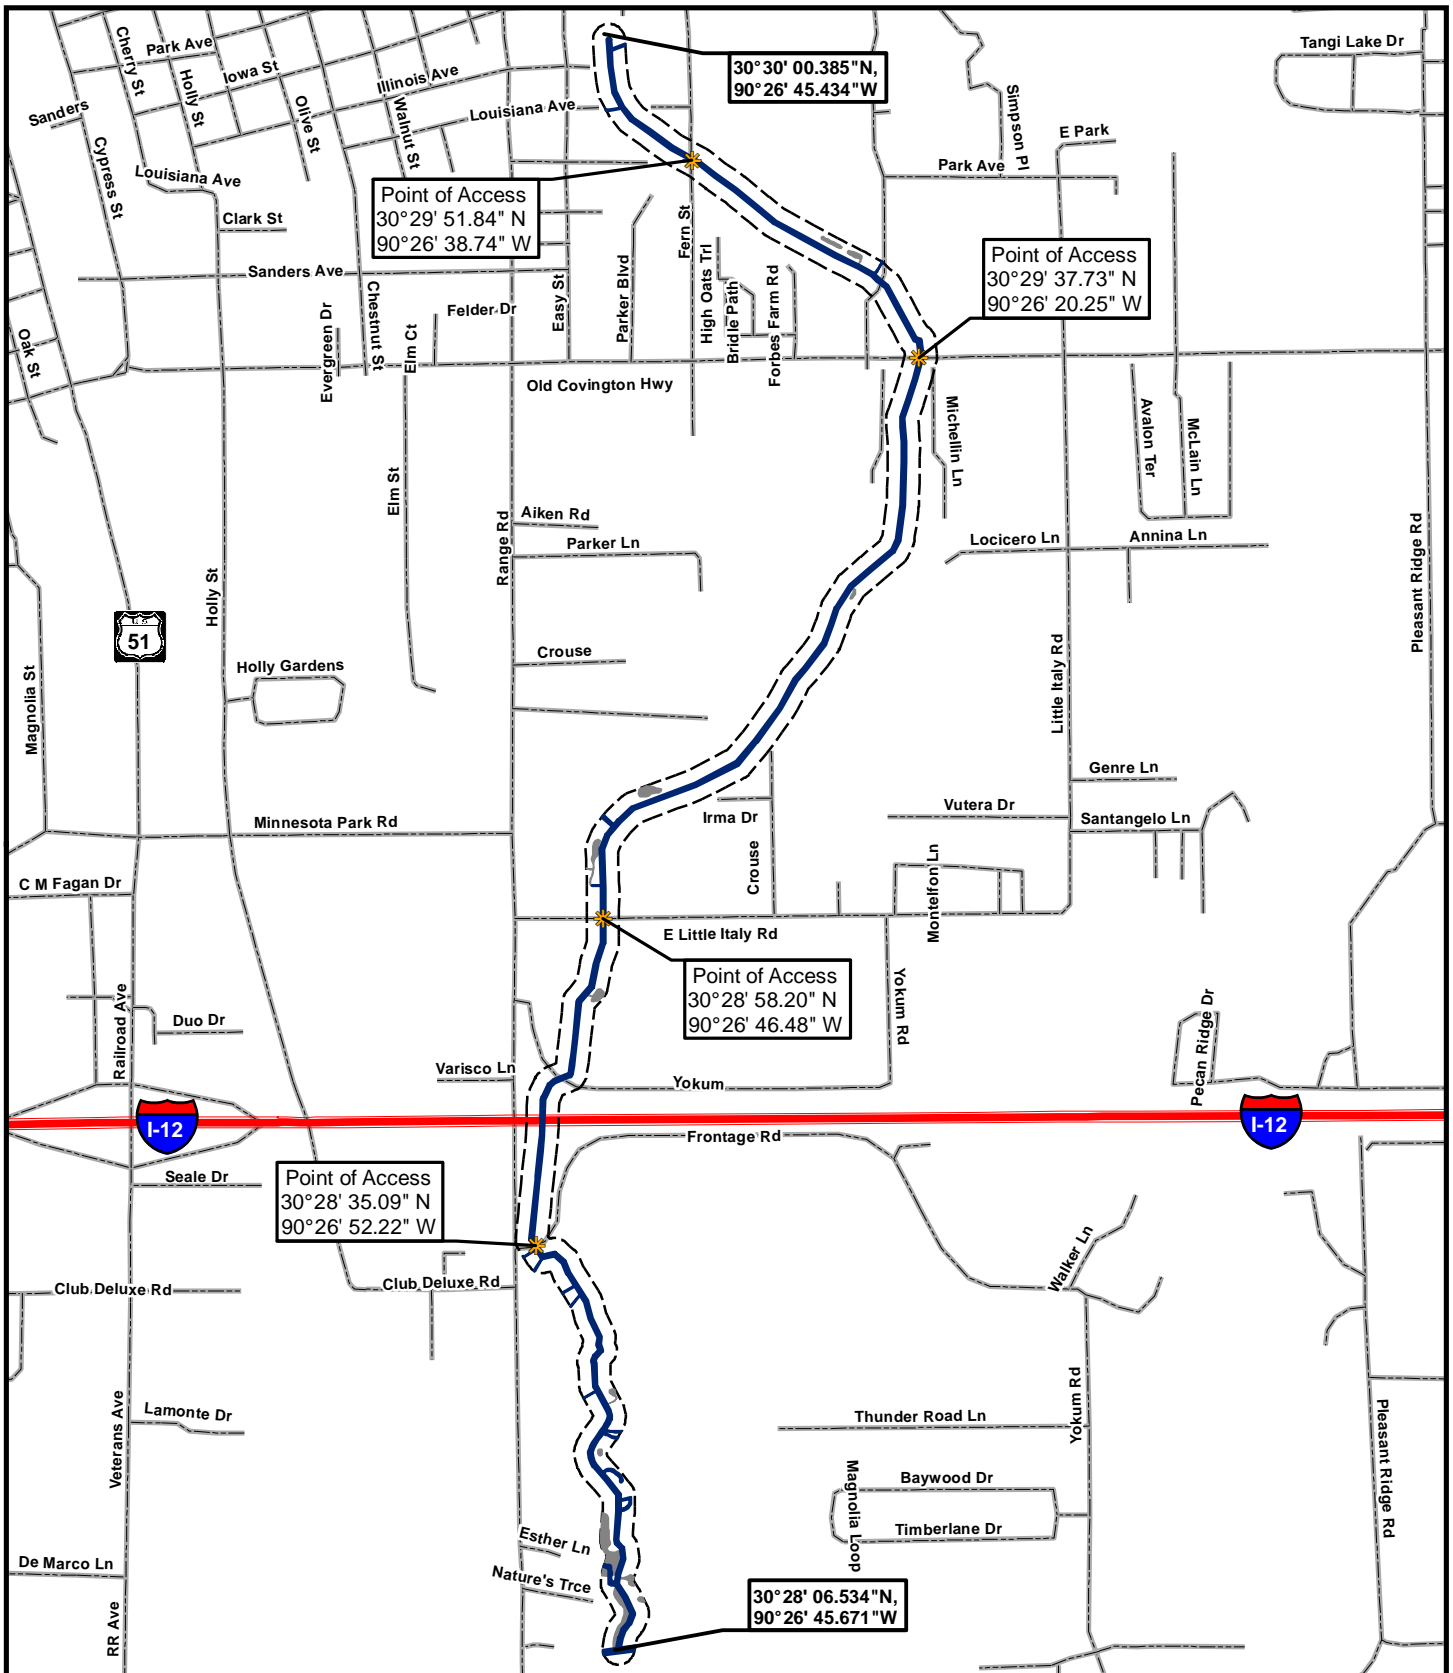 Park Ave
Cherry St
Iowa St
Holly St
Illinois Ave
Olive St
Walnut St
Louisiana Ave
Sanders
Cypress St
Louisiana Ave
Clark St
Sanders Ave
30°30' 00.385"N,
90°26' 45.434"W
Tangi Lake Dr
Simpson Pl
E Park
Park Ave
Point of Access
30°29' 51.84" N
90°26' 38.74" W
Point of Access
30°29' 37.73" N
90°26' 20.25" W
Fern St
High Oats Trl
Bridle Path
Forbes Farm Rd
Parker Blvd
Easy St
Felder Dr
Elm Ct
Chestnut St
Evergreen Dr
Oak St
Old Covington Hwy
Michellin Ln
Avalon Ter
McLain Ln
Elm St
Aiken Rd
Parker Ln
Range Rd
Locicero Ln
Annina Ln
Pleasant Ridge Rd
Holly St
U S
51
Magnolia St
Holly Gardens
Crouse
Little Italy Rd
Genre Ln
Vutera Dr
Santangelo Ln
Irma Dr
Minnesota Park Rd
Crouse
Montelfon Ln
C M Fagan Dr
E Little Italy Rd
Point of Access
30°28' 58.20" N
90°26' 46.48" W
Yokum Rd
Pecan Ridge Dr
Railroad Ave
Duo Dr
Varisco Ln
Yokum
I-12
I-12
Frontage Rd
Seale Dr
Point of Access
30°28' 35.09" N
90°26' 52.22" W
Walker Ln
Club Deluxe Rd
Club Deluxe Rd
Yokum Rd
Veterans Ave
Lamonte Dr
Thunder Road Ln
Pleasant Ridge Rd
Magnolia Loop
Baywood Dr
Timberlane Dr
Esther Ln
De Marco Ln
Nature's Trce
30°28' 06.534"N,
90°26' 45.671"W
RR Ave